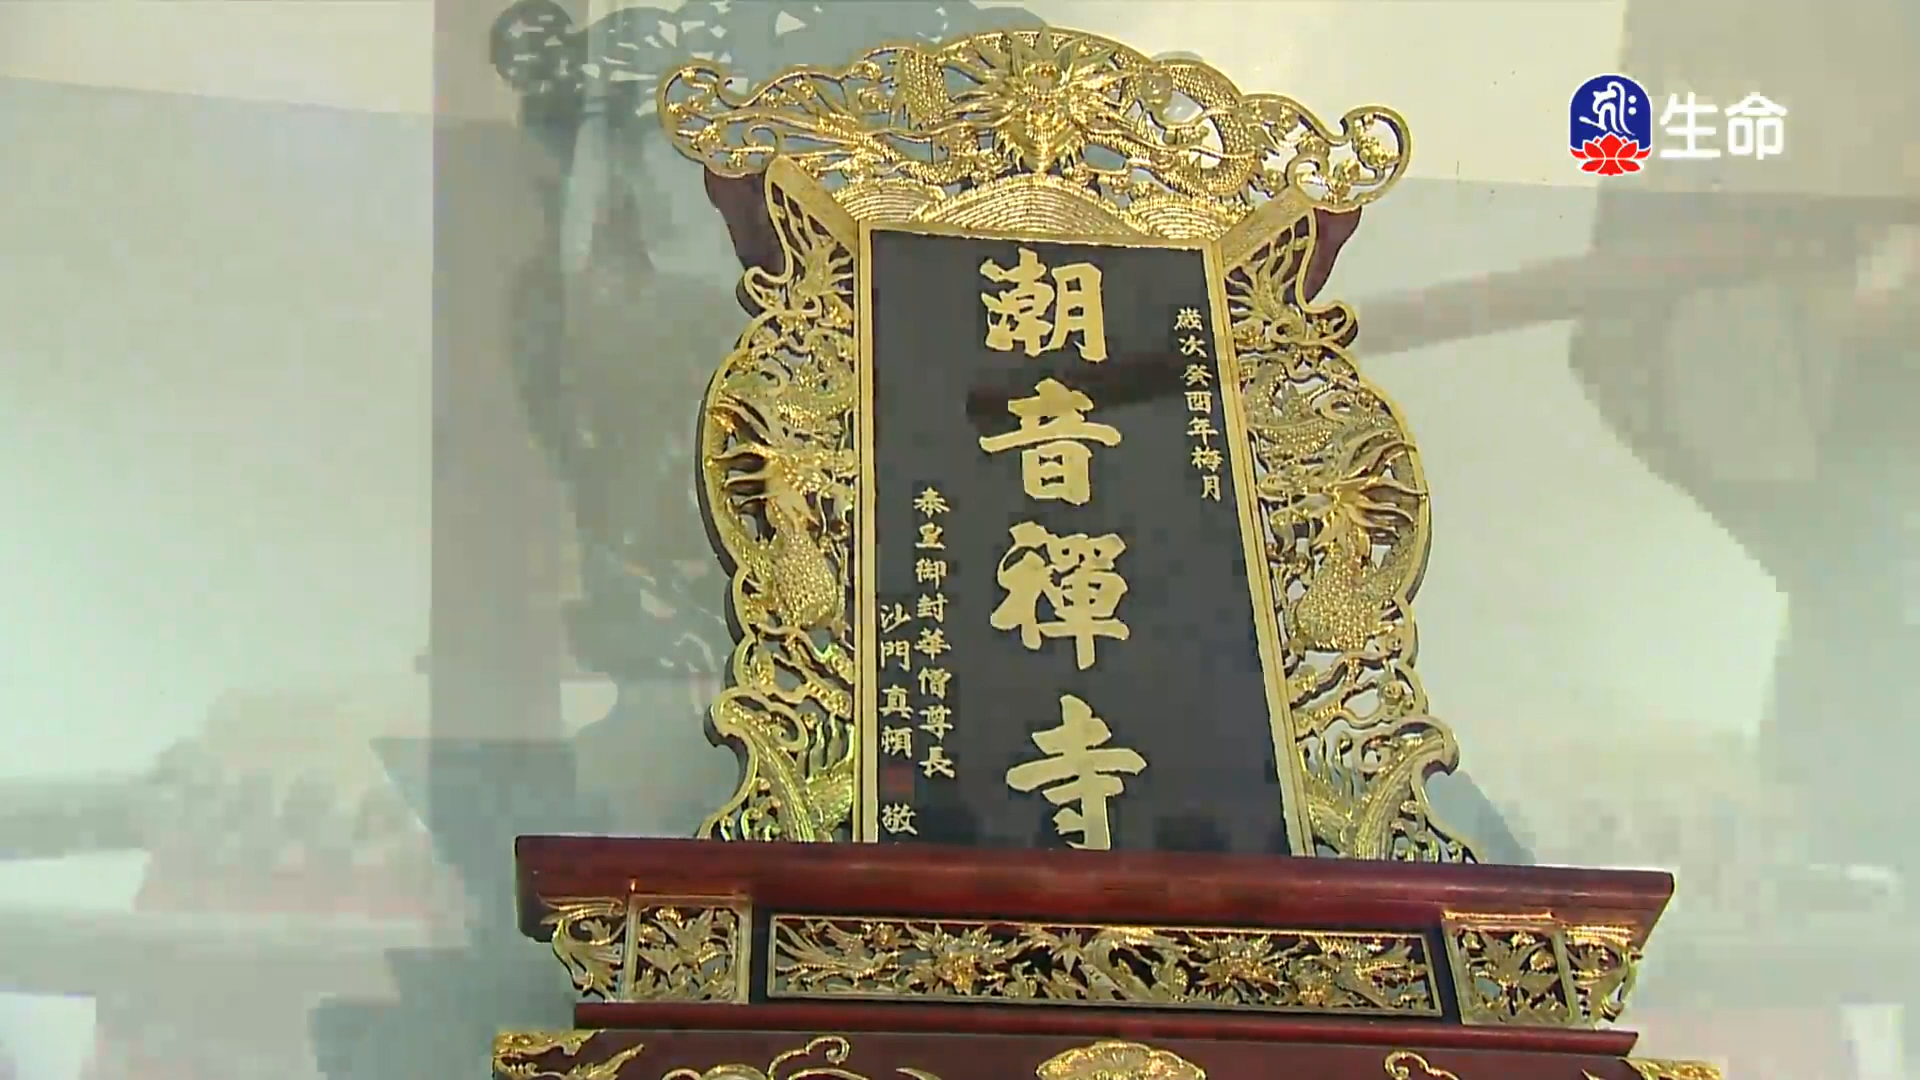 生命
歲次癸酉年梅月
潮音禪寺
泰皇御封華僧尊長
沙門真頓
敬